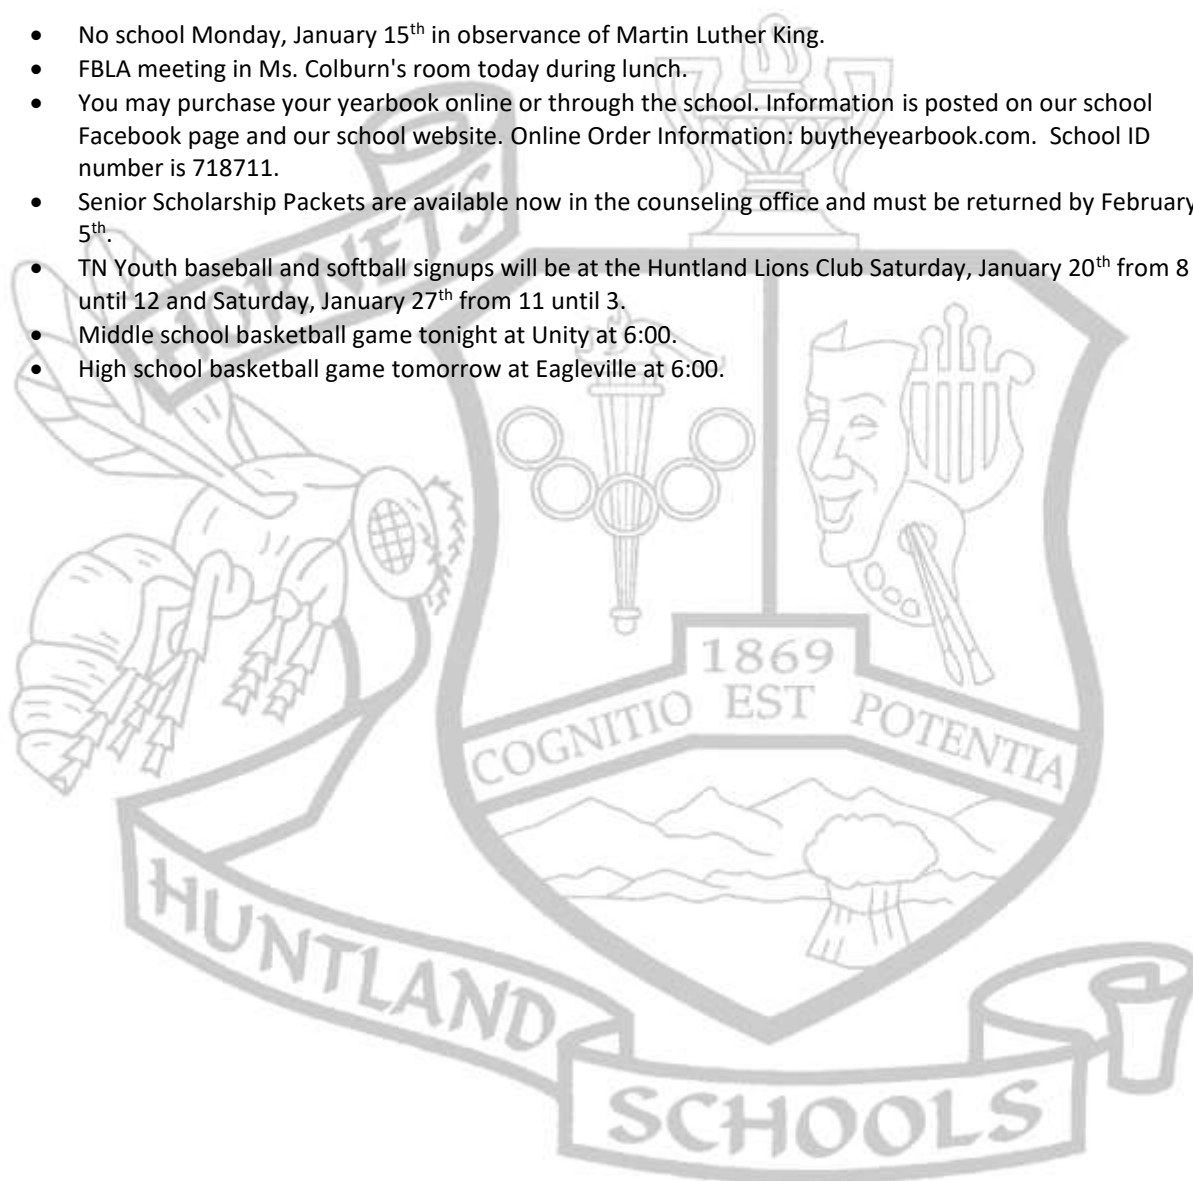 • No school Monday, January 15th in observance of Martin Luther King.
• FBLA meeting in Ms. Colburn's room today during lunch.
• You may purchase your yearbook online or through the school. Information is posted on our school
Facebook page and our school website. Online Order Information: buytheyearbook.com.  School ID
number is 718711.
• Senior Scholarship Packets are available now in the counseling office and must be returned by February
5th.
• TN Youth baseball and softball signups will be at the Huntland Lions Club Saturday, January 20th from 8
until 12 and Saturday, January 27th from 11 until 3.
• Middle school basketball game tonight at Unity at 6:00.
• High school basketball game tomorrow at Eagleville at 6:00.
HORNETS
1869
COGNITIO EST POTENTIA
HUNTLAND
SCHOOLS